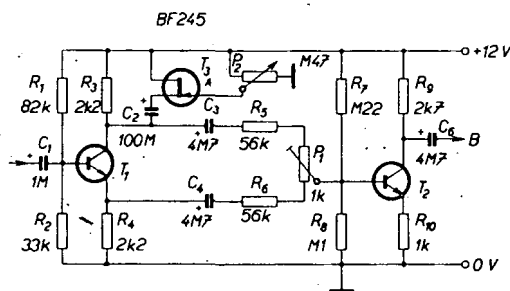 BF245
+12V
R1 82k
R3 2k2
T3 A
P2
M47
R7 M22
R9 2k7
C2 100M
C3 4M7
R5 56k
C6 4M7
B
C1 1M
T1
P1 1k
T2
C4 4M7
R6 56k
R2 33k
R4 2k2
R8 M1
R10 1k
0V